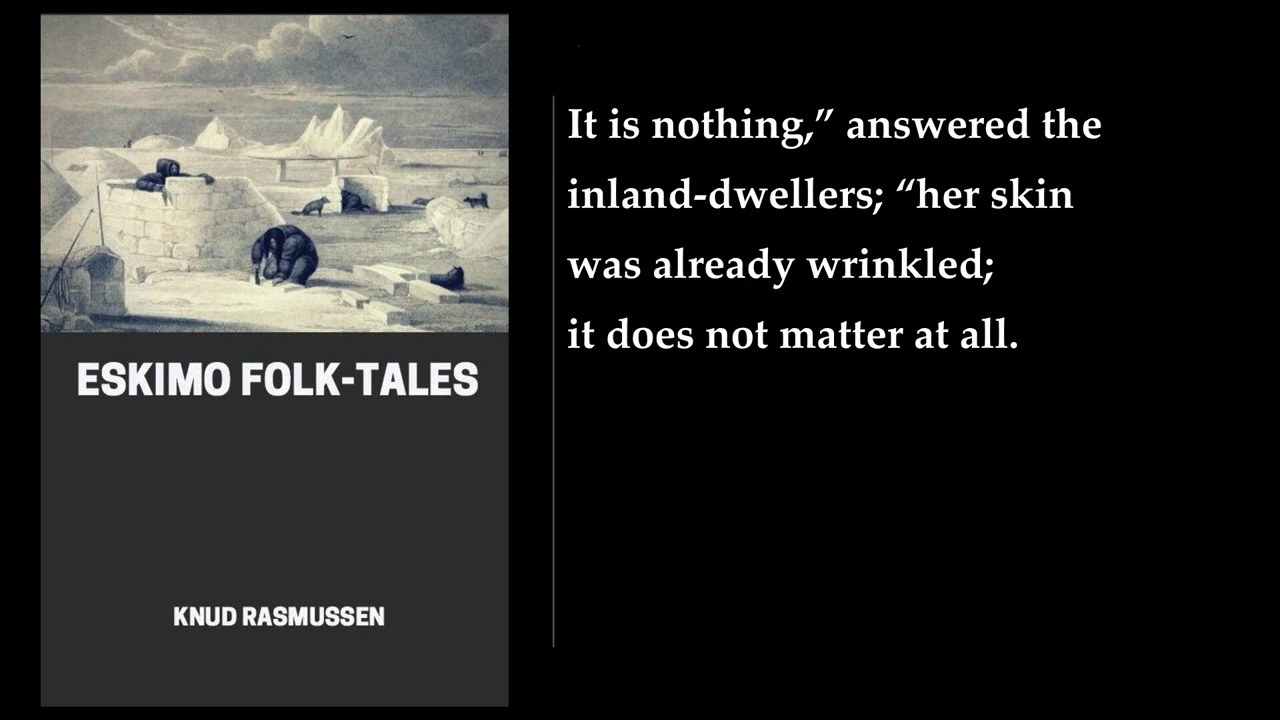 ESKIMO FOLK-TALES
KNUD RASMUSSEN
It is nothing,” answered the
inland-dwellers; “her skin
was already wrinkled;
it does not matter at all.